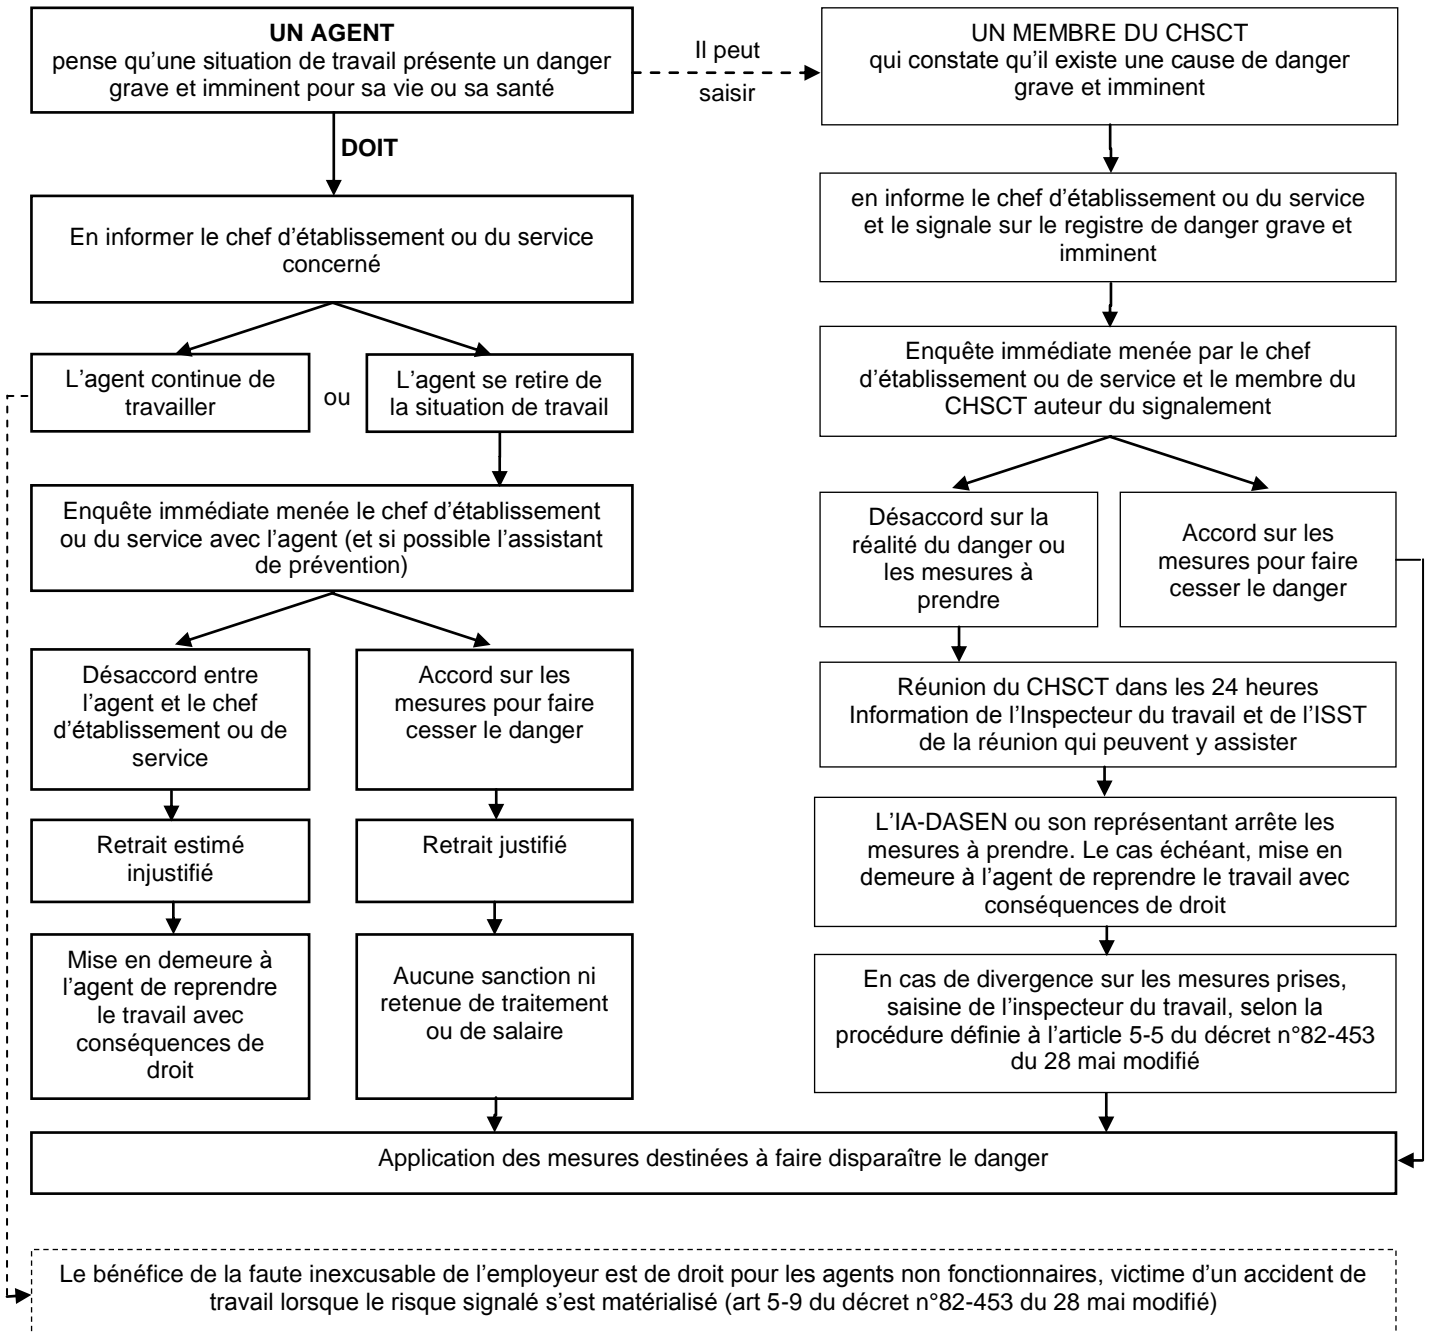 UN AGENT
pense qu’une situation de travail présente un danger
grave et imminent pour sa vie ou sa santé
Il peut
saisir
UN MEMBRE DU CHSCT
qui constate qu’il existe une cause de danger
grave et imminent
DOIT
En informer le chef d’établissement ou du service
concerné
en informe le chef d’établissement ou du service
et le signale sur le registre de danger grave et
imminent
L’agent continue de
travailler
ou
L’agent se retire de
la situation de travail
Enquête immédiate menée par le chef
d’établissement ou de service et le membre du
CHSCT auteur du signalement
Enquête immédiate menée le chef d’établissement
ou du service avec l’agent (et si possible l’assistant
de prévention)
Désaccord sur la
réalité du danger ou
les mesures à
prendre
Accord sur les
mesures pour faire
cesser le danger
Désaccord entre
l’agent et le chef
d’établissement ou de
service
Accord sur les
mesures pour faire
cesser le danger
Réunion du CHSCT dans les 24 heures
Information de l’Inspecteur du travail et de l’ISST
de la réunion qui peuvent y assister
Retrait estimé
injustifié
Retrait justifié
L’IA-DASEN ou son représentant arrête les
mesures à prendre. Le cas échéant, mise en
demeure à l’agent de reprendre le travail avec
conséquences de droit
Mise en demeure à
l’agent de reprendre
le travail avec
conséquences de
droit
Aucune sanction ni
retenue de traitement
ou de salaire
En cas de divergence sur les mesures prises,
saisine de l’inspecteur du travail, selon la
procédure définie à l’article 5-5 du décret n°82-453
du 28 mai modifié
Application des mesures destinées à faire disparaître le danger
Le bénéfice de la faute inexcusable de l’employeur est de droit pour les agents non fonctionnaires, victime d’un accident de
travail lorsque le risque signalé s’est matérialisé (art 5-9 du décret n°82-453 du 28 mai modifié)